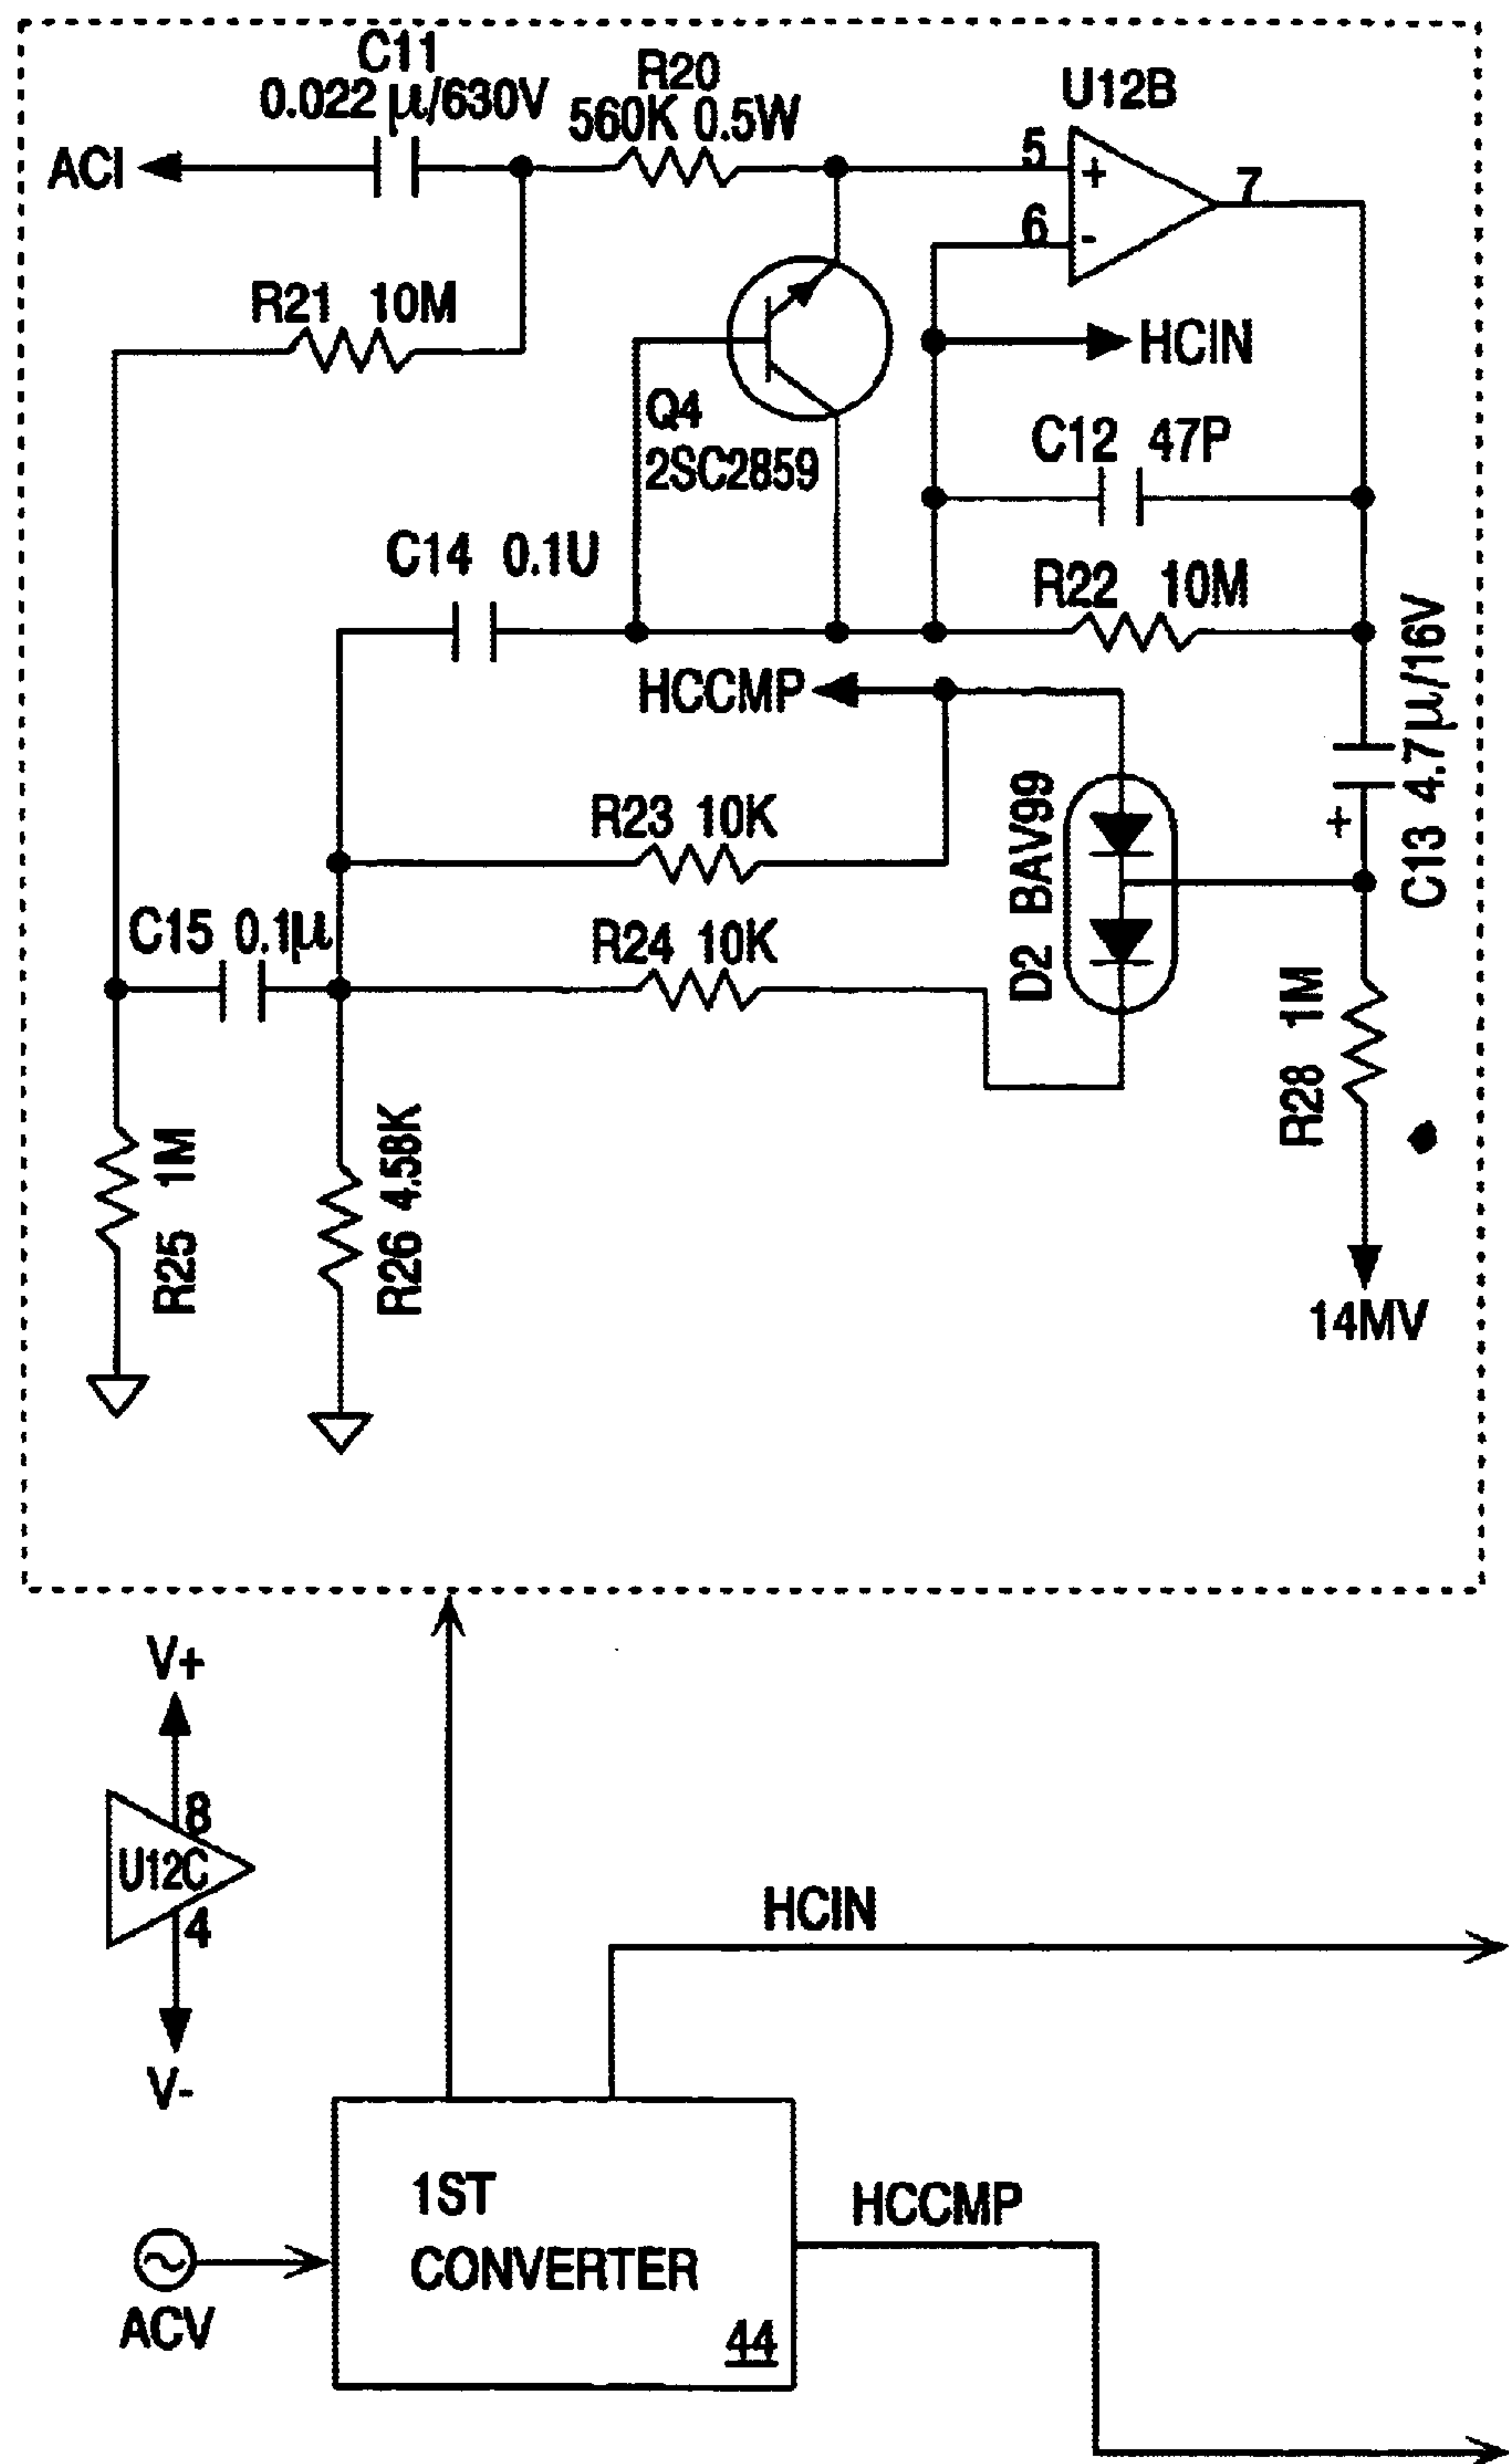 C11
0.022 µ/630V
R20
560K 0.5W
U12B
ACI
5
+
7
6
-
R21 10M
HCIN
Q4
2SC2859
C12 47P
C14 0.1U
R22 10M
HCCMP
C13 4.7µ/16V
+
R23 10K
D2 BAV99
C15 0.1µ
R24 10K
R28 1M
R25 1M
R26 4.58K
14MV
V+
8
U12C
4
V-
HCIN
1ST
CONVERTER
44
HCCMP
ACV